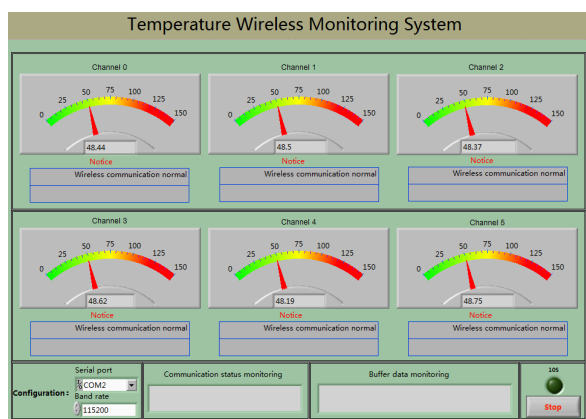 Temperature Wireless Monitoring System
Channel 0
0 25 50 75 100 125 150
48.44
Notice
Wireless communication normal
Channel 1
0 25 50 75 100 125 150
48.5
Notice
Wireless communication normal
Channel 2
0 25 50 75 100 125 150
48.37
Notice
Wireless communication normal
Channel 3
0 25 50 75 100 125 150
48.62
Notice
Wireless communication normal
Channel 4
0 25 50 75 100 125 150
48.19
Notice
Wireless communication normal
Channel 5
0 25 50 75 100 125 150
48.75
Notice
Wireless communication normal
Configuration:
Serial port
COM2
Band rate
115200
Communication status monitoring
Buffer data monitoring
10S
Stop